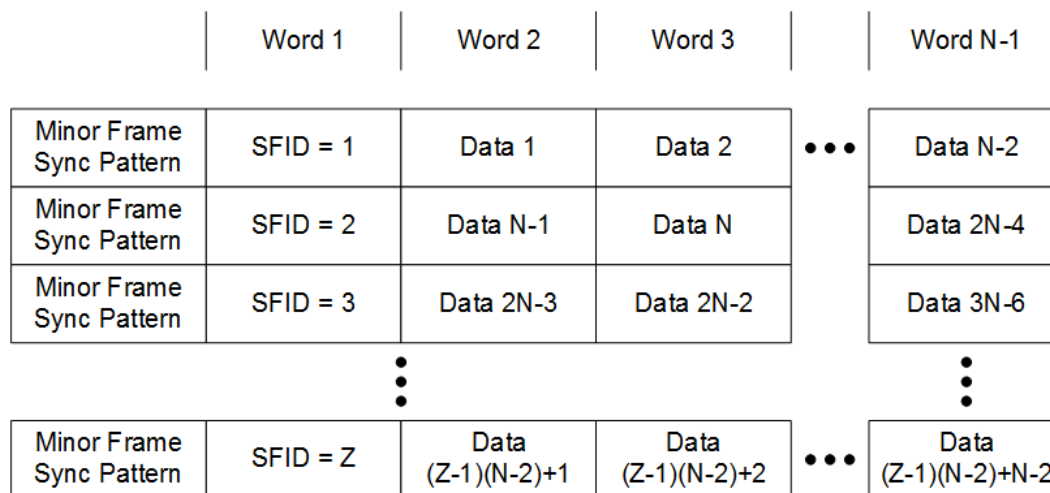 Word 1 Word 2 Word 3 Word N-1
Minor Frame
Sync Pattern
SFID = 1
Data 1
Data 2
Data N-2
Minor Frame
Sync Pattern
SFID = 2
Data N-1
Data N
Data 2N-4
Minor Frame
Sync Pattern
SFID = 3
Data 2N-3
Data 2N-2
Data 3N-6
Minor Frame
Sync Pattern
SFID = Z
Data
(Z-1)(N-2)+1
Data
(Z-1)(N-2)+2
Data
(Z-1)(N-2)+N-2